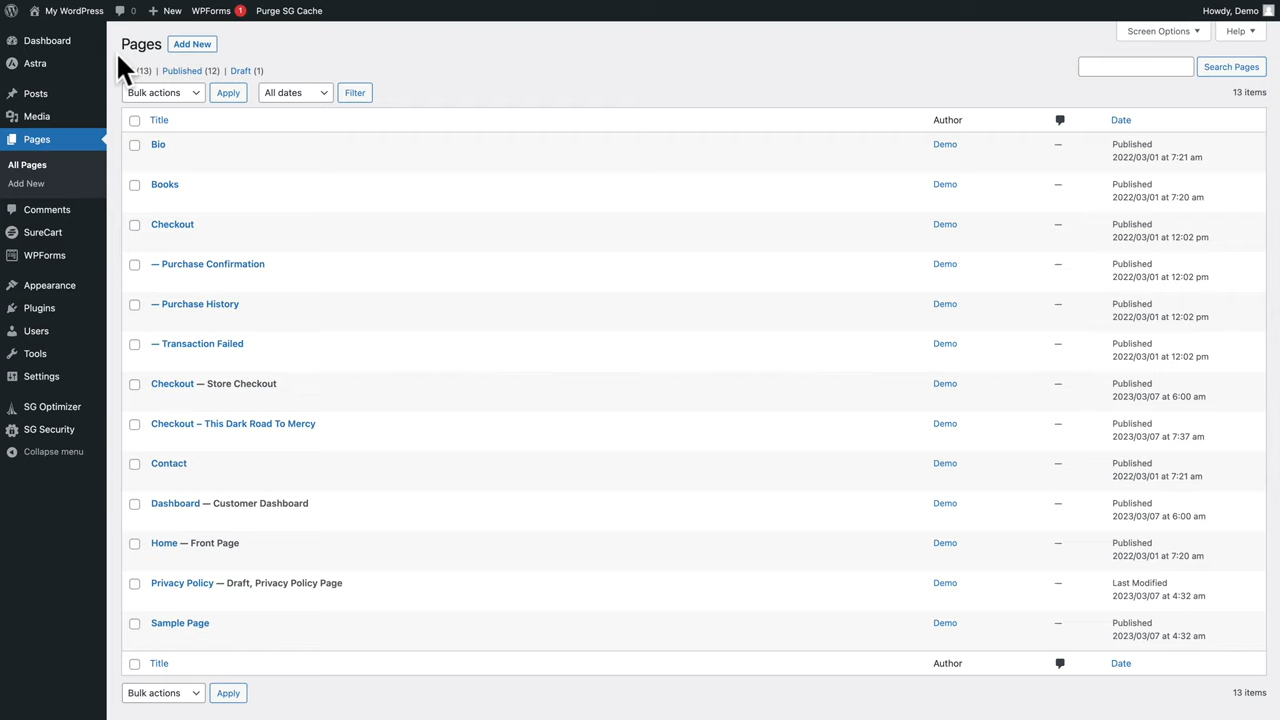 My WordPress 0 + New WPForms 1 Purge SG Cache Howdy, Demo
Dashboard
Astra
Posts
Media
Pages
All Pages
Add New
Comments
SureCart
WPForms
Appearance
Plugins
Users
Tools
Settings
SG Optimizer
SG Security
Collapse menu
Screen Options Help
Pages Add New
(13) | Published (12) | Draft (1)
Search Pages
Bulk actions Apply All dates Filter 13 items
Title Author Date
Bio Demo — Published
2022/03/01 at 7:21 am
Books Demo — Published
2022/03/01 at 7:20 am
Checkout Demo — Published
2022/03/01 at 12:02 pm
— Purchase Confirmation Demo — Published
2022/03/01 at 12:02 pm
— Purchase History Demo — Published
2022/03/01 at 12:02 pm
— Transaction Failed Demo — Published
2022/03/01 at 12:02 pm
Checkout — Store Checkout Demo — Published
2023/03/07 at 6:00 am
Checkout – This Dark Road To Mercy Demo — Published
2023/03/07 at 7:37 am
Contact Demo — Published
2022/03/01 at 7:21 am
Dashboard — Customer Dashboard Demo — Published
2023/03/07 at 6:00 am
Home — Front Page Demo — Published
2022/03/01 at 7:20 am
Privacy Policy — Draft, Privacy Policy Page Demo — Last Modified
2023/03/07 at 4:32 am
Sample Page Demo — Published
2023/03/07 at 4:32 am
Title Author Date
Bulk actions Apply 13 items